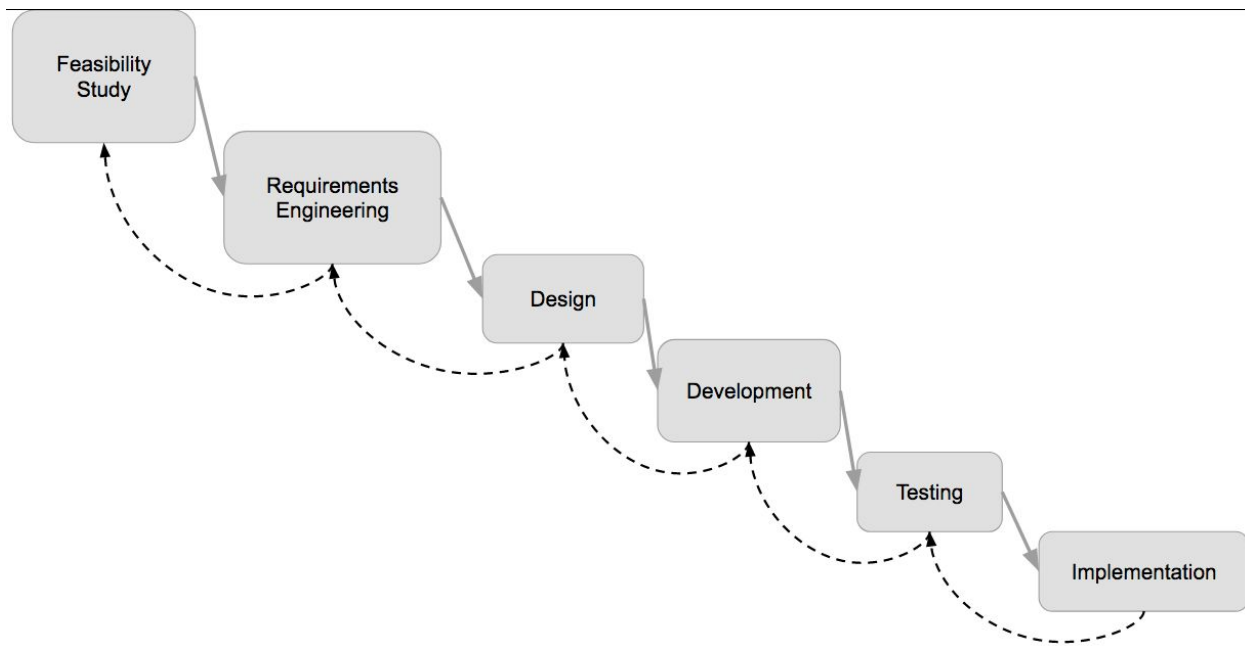 Feasibility
Study
Requirements
Engineering
Design
Development
Testing
Implementation